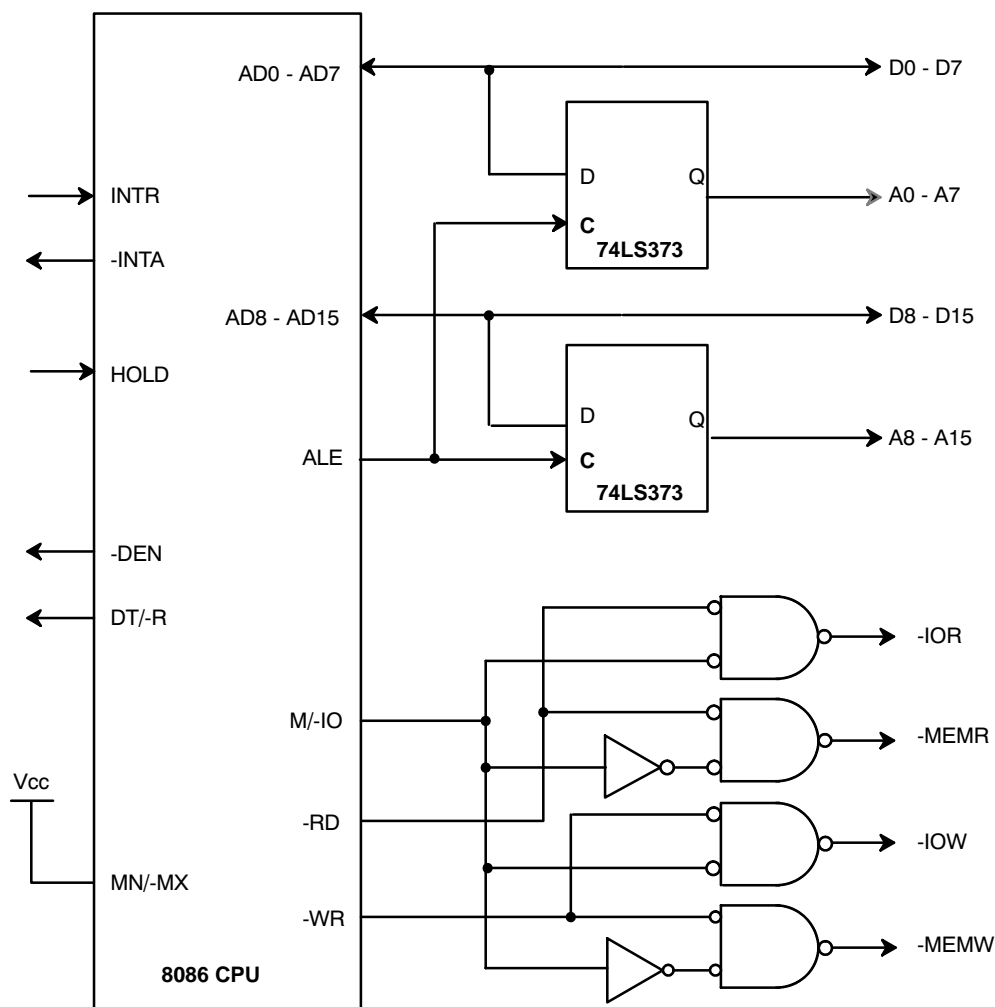 AD0 - AD7
D0 - D7
D
Q
INTR
A0 - A7
C
74LS373
-INTA
AD8 - AD15
D8 - D15
HOLD
D
Q
A8 - A15
ALE
C
74LS373
-DEN
DT/-R
-IOR
M/-IO
-MEMR
Vcc
-RD
-IOW
MN/-MX
-WR
-MEMW
8086 CPU